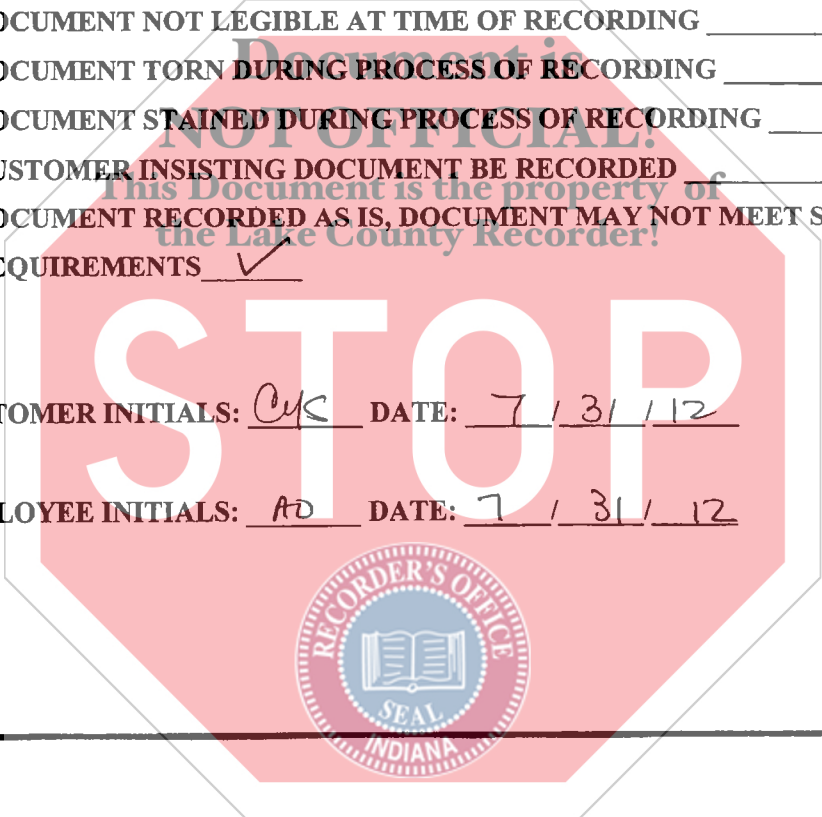 OCUMENT NOT LEGIBLE AT TIME OF RECORDING
Document is
OCUMENT TORN DURING PROCESS OF RECORDING
NOT OFFICIAL!
OCUMENT STAINED DURING PROCESS OF RECORDING
USTOMER INSISTING DOCUMENT BE RECORDED
This Document is the property of
OCUMENT RECORDED AS IS, DOCUMENT MAY NOT MEET S
the Lake County Recorder!
EQUIREMENTS ✓
STOP
TOMER INITIALS: CYS DATE: 7 / 31 / 12
LOYEE INITIALS: AD DATE: 7 / 31 / 12
RECORDER'S OFFICE
SEAL
INDIANA